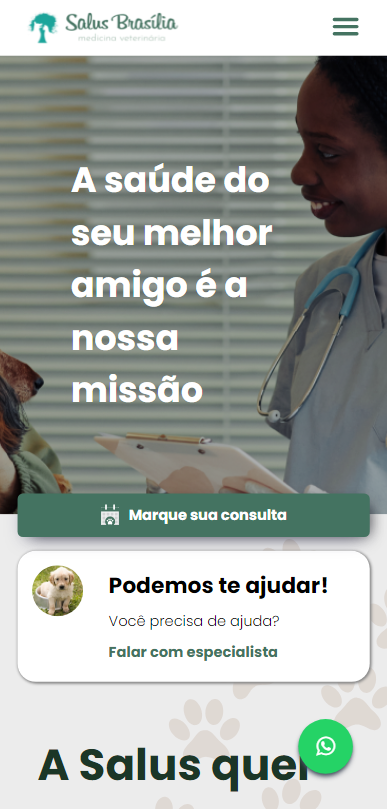 Salus Brasília
medicina veterinária
A saúde do
seu melhor
amigo é a
nossa
missão
Marque sua consulta
Podemos te ajudar!
Você precisa de ajuda?
Falar com especialista
A Salus quer